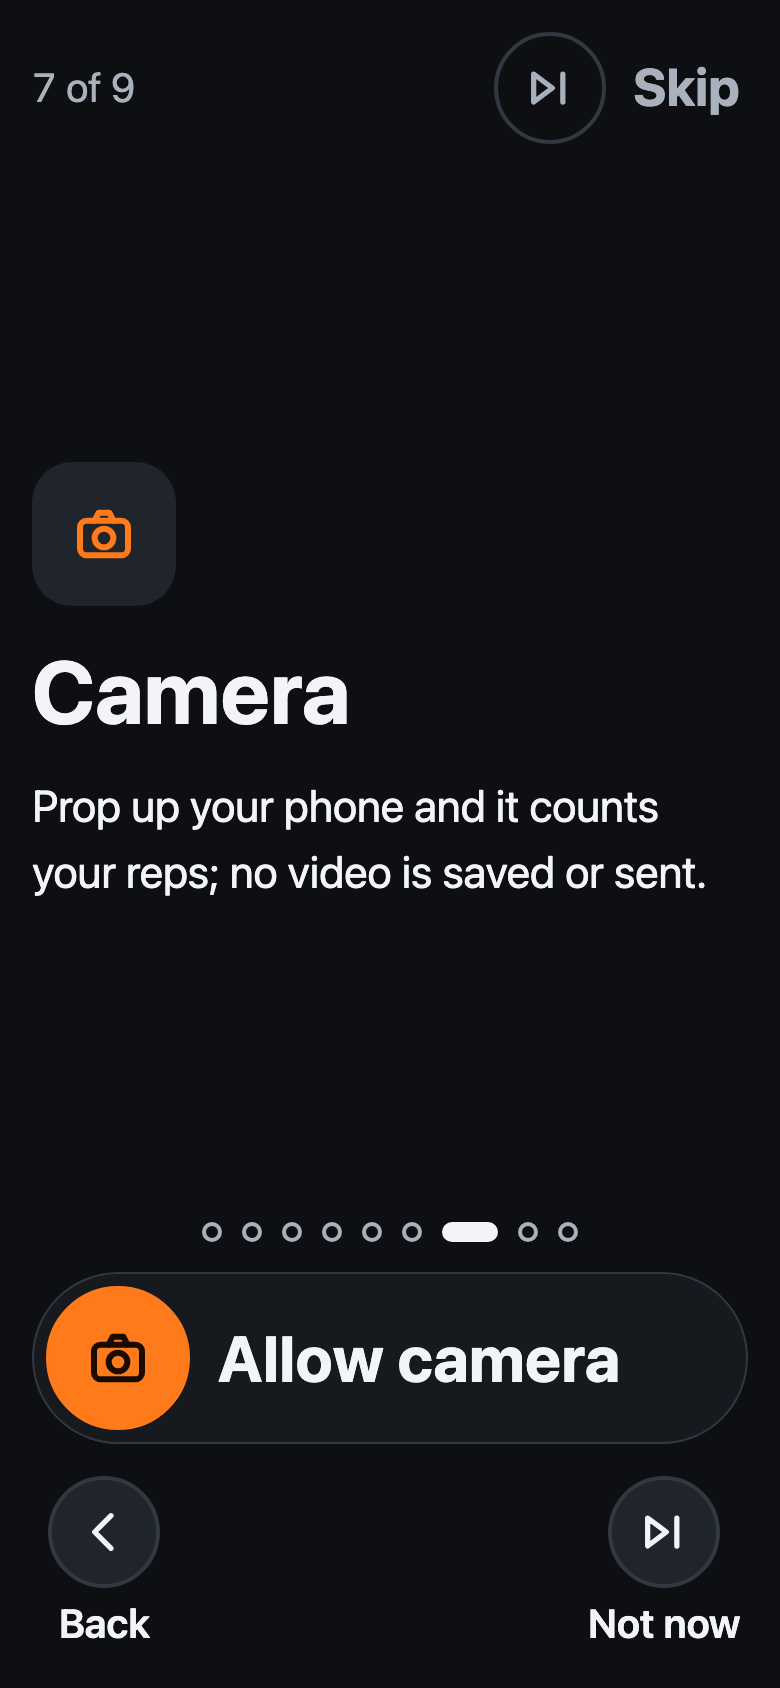 7 of 9
Skip
Camera
Prop up your phone and it counts
your reps; no video is saved or sent.
Allow camera
Back
Not now